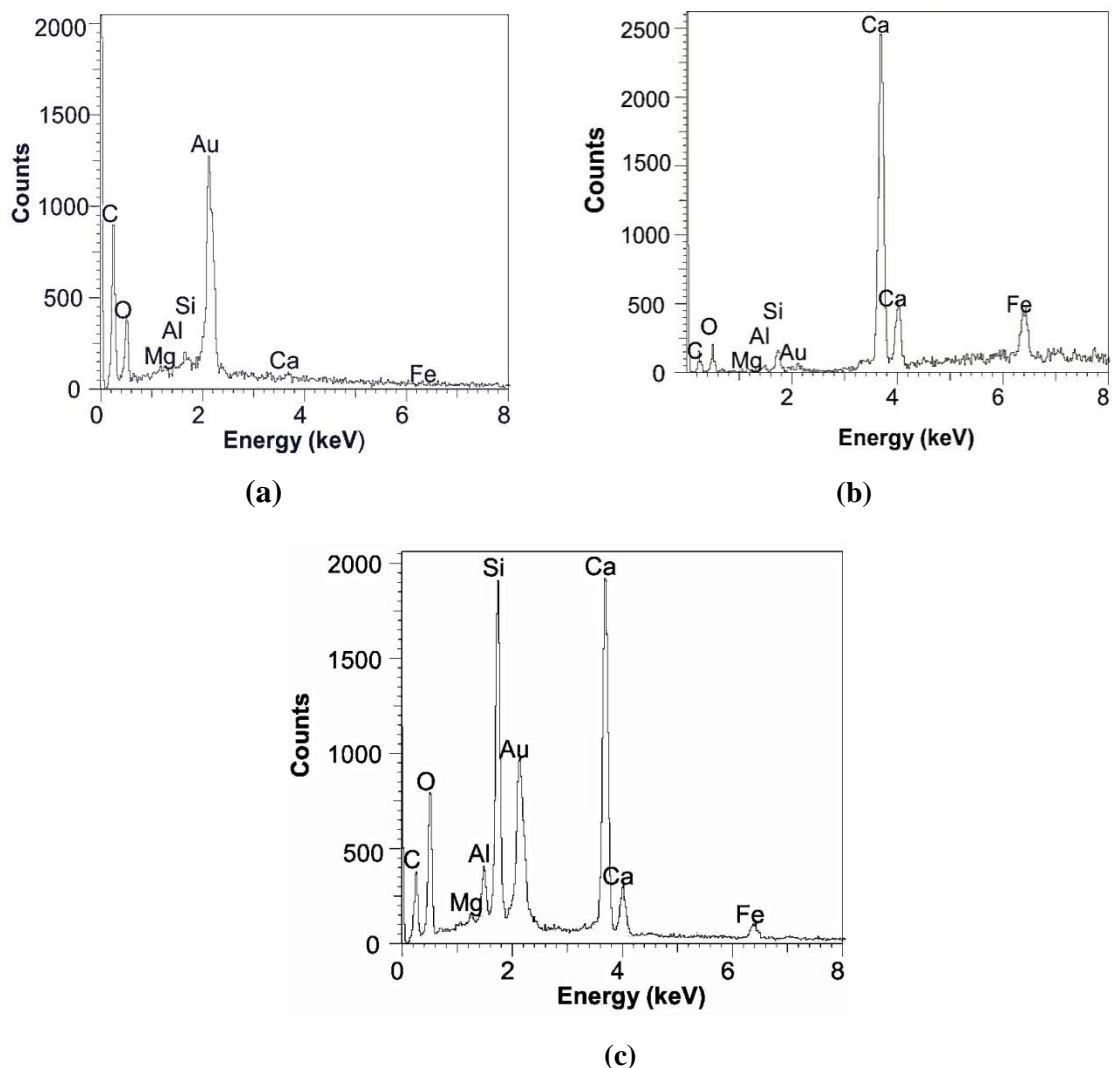 2000
1500
1000
500
0
Counts
C
O
Mg
Al
Si
Au
Ca
Fe
0 2 4 6 8
Energy (keV)
(a)
2500
2000
1500
1000
500
0
Counts
C
O
Mg
Al
Si
Au
Ca
Ca
Fe
2 4 6 8
Energy (keV)
(b)
2000
1500
1000
500
0
Counts
C
O
Mg
Al
Si
Au
Ca
Ca
Fe
0 2 4 6 8
Energy (keV)
(c)